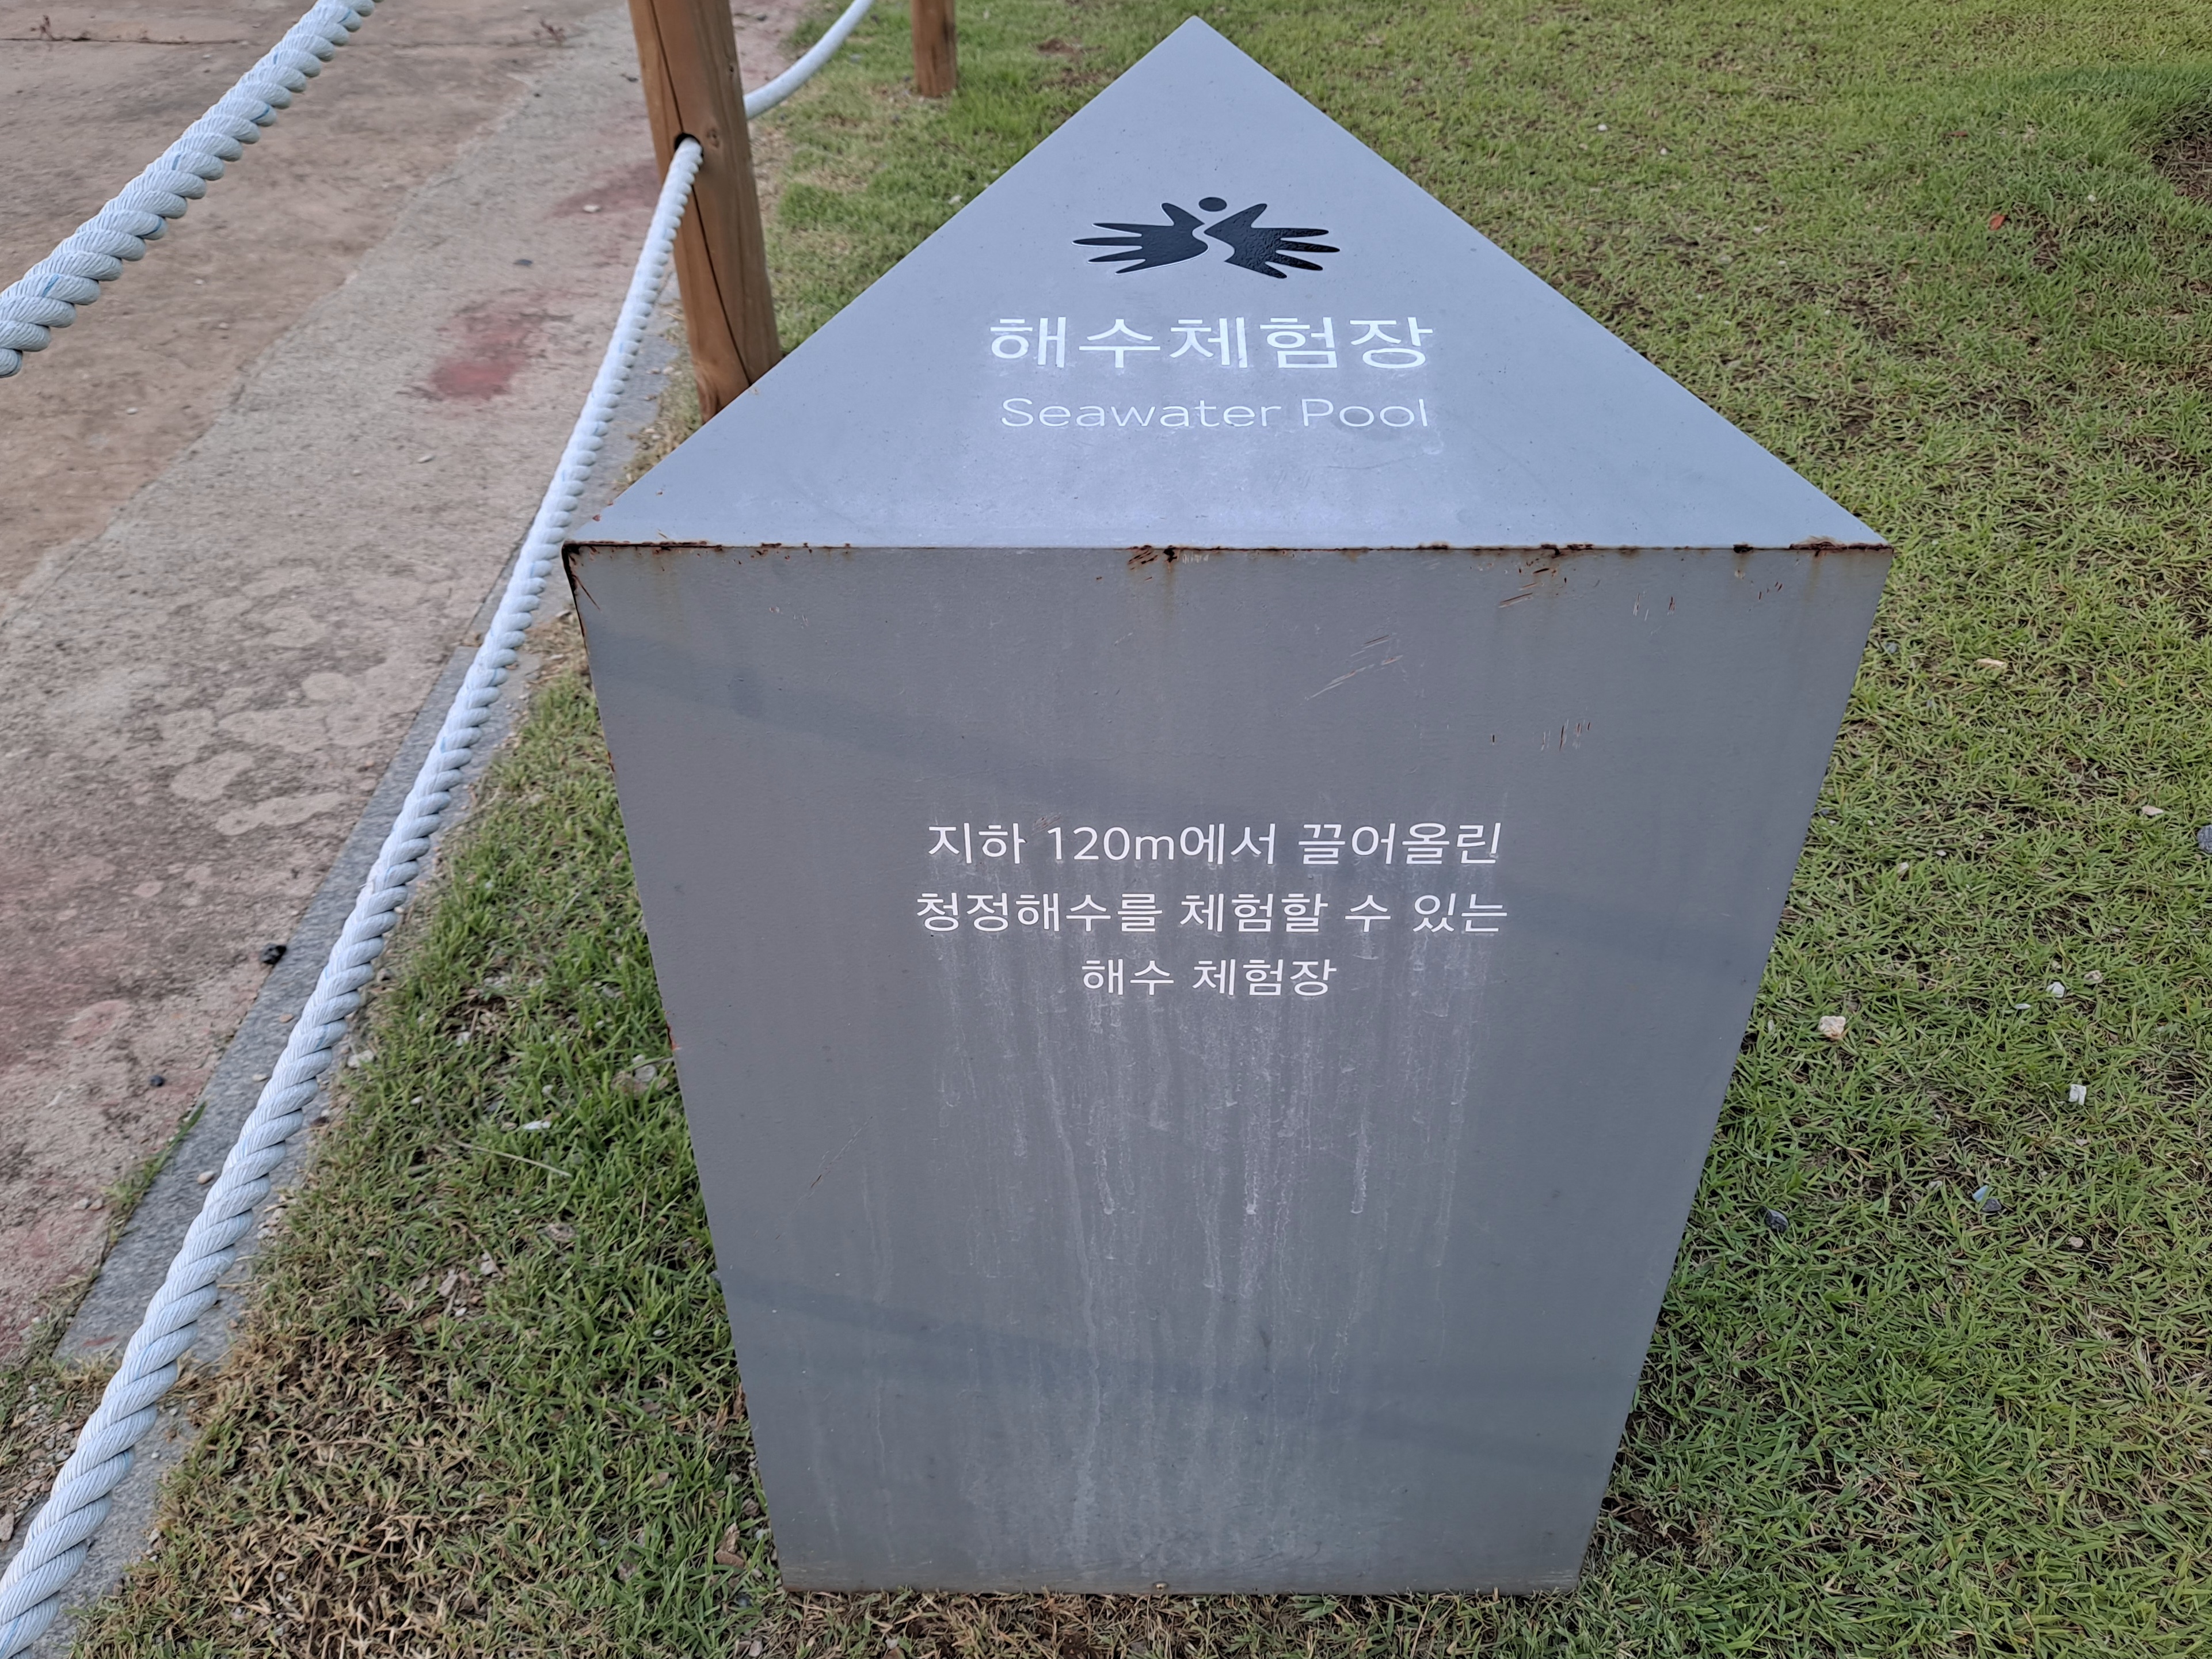 해수체험장
Seawater Pool
지하 120m에서 끌어올린
청정해수를 체험할 수 있는
해수 체험장